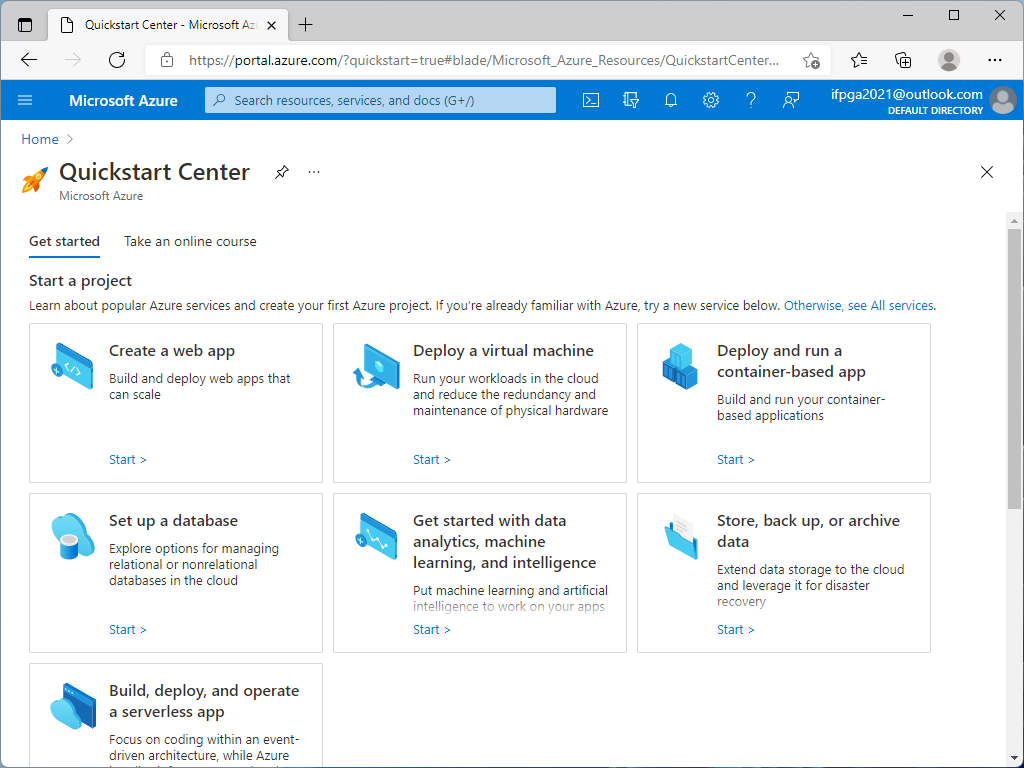 Quickstart Center - Microsoft Az
https://portal.azure.com/?quickstart=true#blade/Microsoft_Azure_Resources/QuickstartCenter...
Microsoft Azure
Search resources, services, and docs (G+/)
ifpga2021@outlook.com
DEFAULT DIRECTORY
Home >
Quickstart Center
...
Microsoft Azure
Get started
Take an online course
Start a project
Learn about popular Azure services and create your first Azure project. If you're already familiar with Azure, try a new service below. Otherwise, see All services.
Create a web app
Build and deploy web apps that
can scale
Start >
Deploy a virtual machine
Run your workloads in the cloud
and reduce the redundancy and
maintenance of physical hardware
Start >
Deploy and run a
container-based app
Build and run your container-
based applications
Start >
Set up a database
Explore options for managing
relational or nonrelational
databases in the cloud
Start >
Get started with data
analytics, machine
learning, and intelligence
Put machine learning and artificial
intelligence to work on your apps
Start >
Store, back up, or archive
data
Extend data storage to the cloud
and leverage it for disaster
recovery
Start >
Build, deploy, and operate
a serverless app
Focus on coding within an event-
driven architecture, while Azure